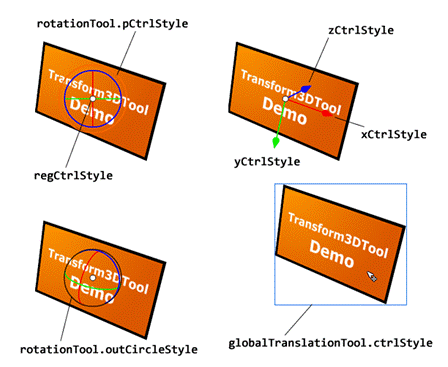 rotationTool.pCtrlStyle
Transform3DTool
Demo
regCtrlStyle
zCtrlStyle
Transform3DTool
Demo
xCtrlStyle
yCtrlStyle
Transform3DTool
Demo
rotationTool.outCircleStyle
Transform3DTool
Demo
globalTranslationTool.ctrlStyle